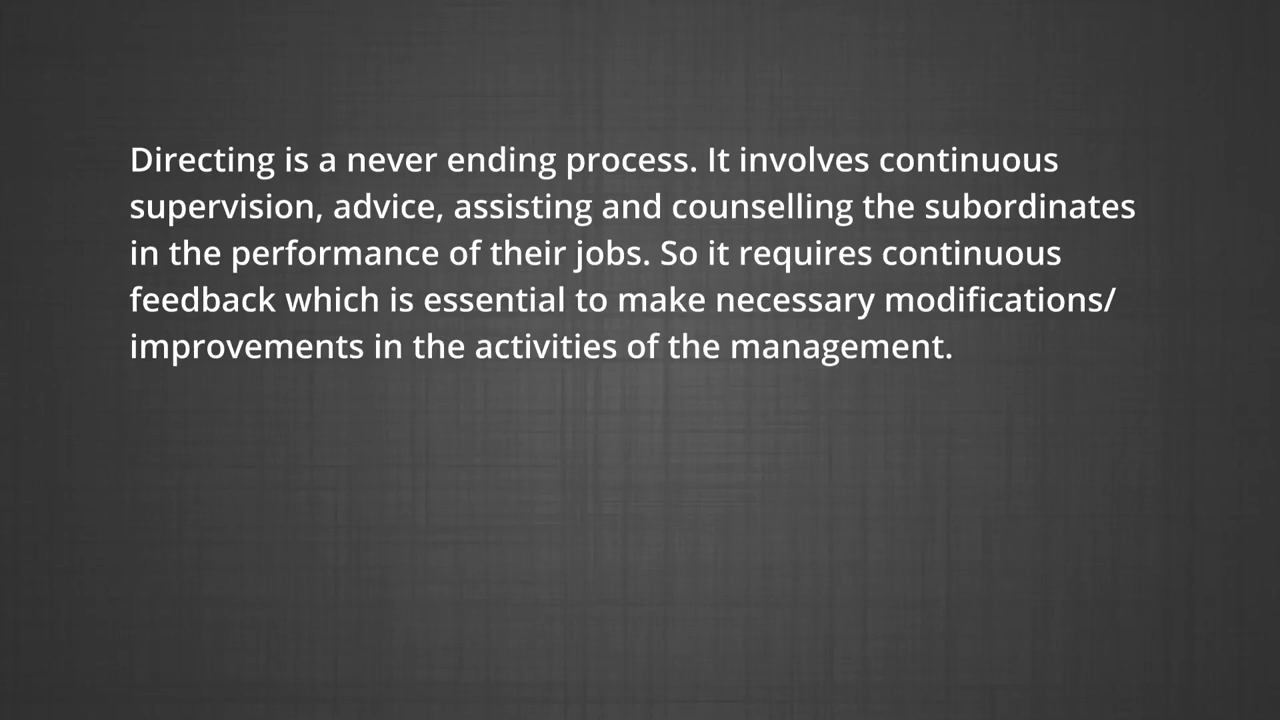 Directing is a never ending process. It involves continuous
supervision, advice, assisting and counselling the subordinates
in the performance of their jobs. So it requires continuous
feedback which is essential to make necessary modifications/
improvements in the activities of the management.